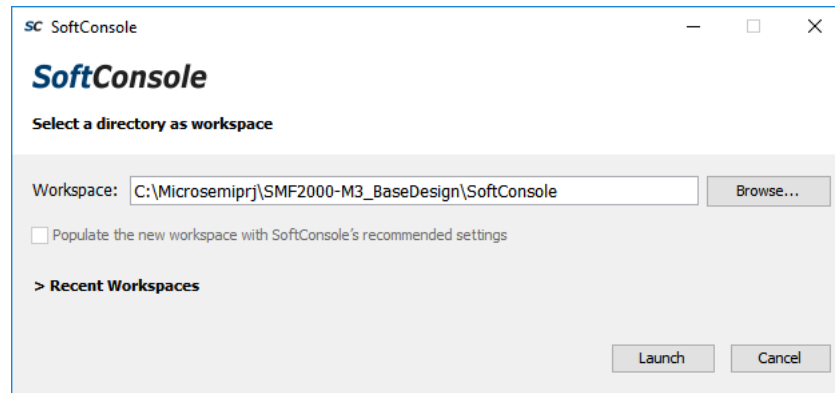 SC SoftConsole
SoftConsole
Select a directory as workspace
Workspace: C:\Microsemiprj\SMF2000-M3_BaseDesign\SoftConsole Browse...
Populate the new workspace with SoftConsole's recommended settings
> Recent Workspaces
Launch Cancel